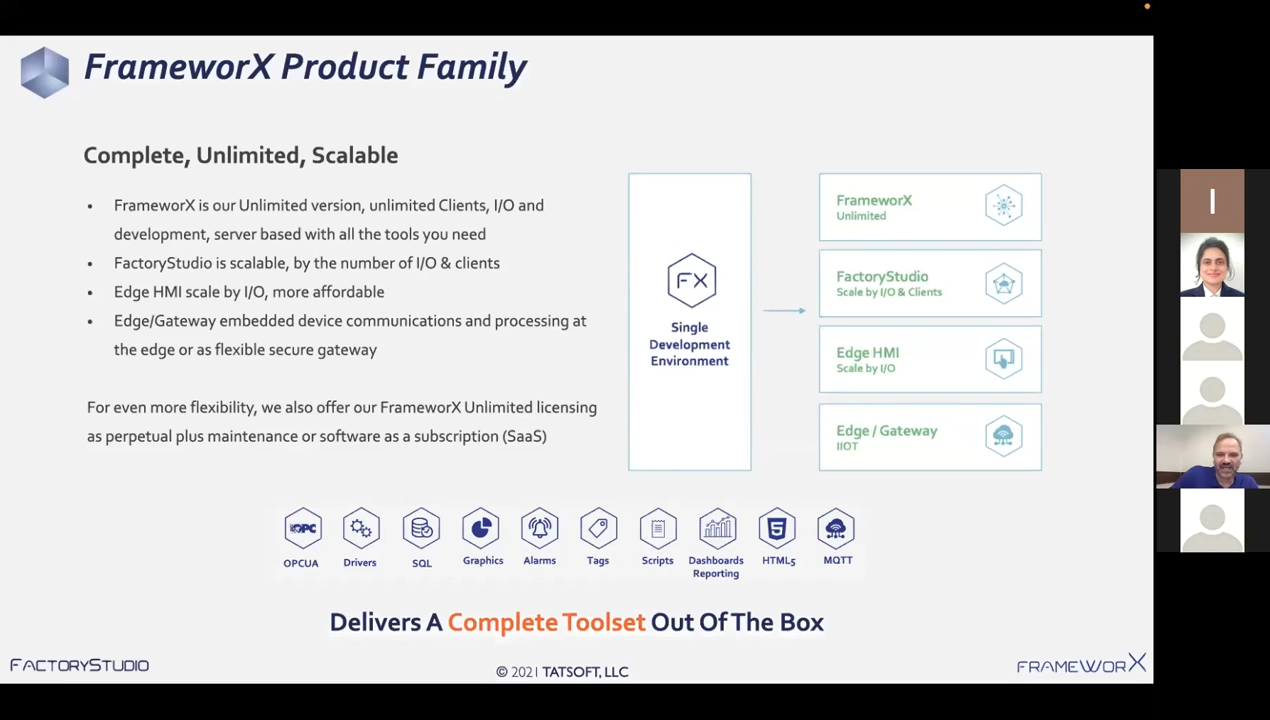 FrameworX Product Family
Complete, Unlimited, Scalable
• FrameworX is our Unlimited version, unlimited Clients, I/O and
development, server based with all the tools you need
• FactoryStudio is scalable, by the number of I/O & clients
• Edge HMI scale by I/O, more affordable
• Edge/Gateway embedded device communications and processing at
the edge or as flexible secure gateway
For even more flexibility, we also offer our FrameworX Unlimited licensing
as perpetual plus maintenance or software as a subscription (SaaS)
FX
Single
Development
Environment
FrameworX
Unlimited
FactoryStudio
Scale by I/O & Clients
Edge HMI
Scale by I/O
Edge / Gateway
IIOT
OPC
5
OPCUA
Drivers
SQL
Graphics
Alarms
Tags
Scripts
Dashboards
Reporting
HTML5
MQTT
Delivers A Complete Toolset Out Of The Box
FACTORYSTUDIO
© 2021 TATSOFT, LLC
FRAMEWORX
I